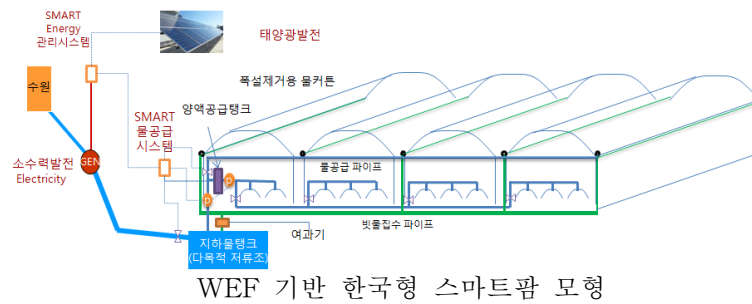 SMART
Energy
관리시스템
태양광발전
수원
폭설제거용 물커튼
양액공급탱크
SMART
물공급
시스템
소수력발전
Electricity
GEN
물공급 파이프
P
P
여과기
빗물집수 파이프
지하물탱크
(다목적 저류조)
WEF 기반 한국형 스마트팜 모형